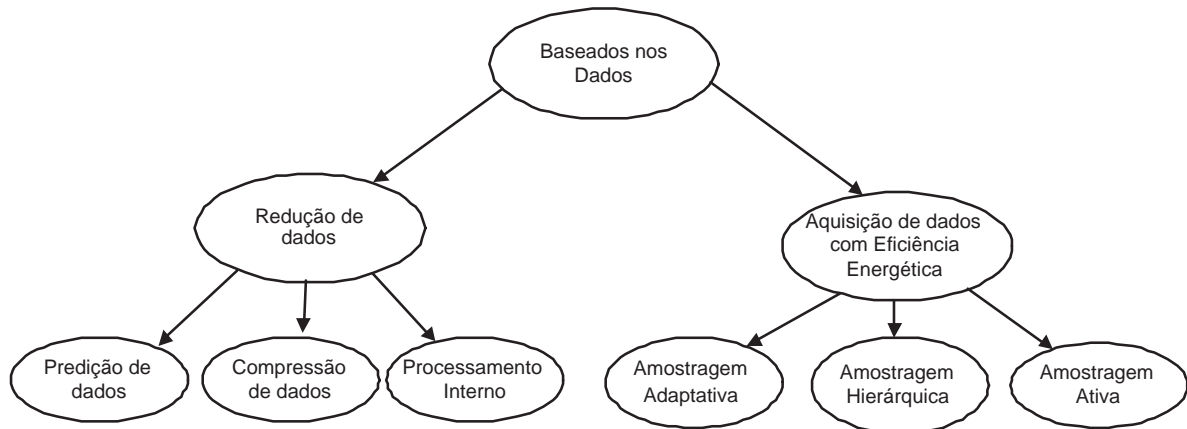 Baseados nos
Dados
Redução de
dados
Aquisição de dados
com Eficiência
Energética
Predição de
dados
Compressão
de dados
Processamento
Interno
Amostragem
Adaptativa
Amostragem
Hierárquica
Amostragem
Ativa